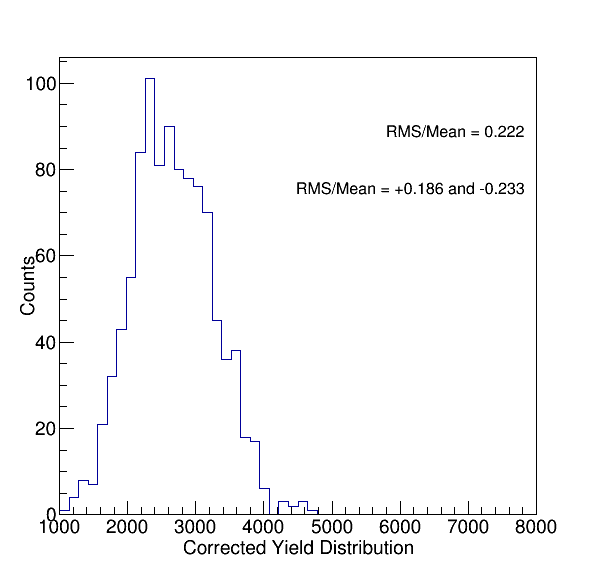 100
RMS/Mean = 0.222
80
RMS/Mean = +0.186 and -0.233
60
Counts
40
20
0
1000 2000 3000 4000 5000 6000 7000 8000
Corrected Yield Distribution